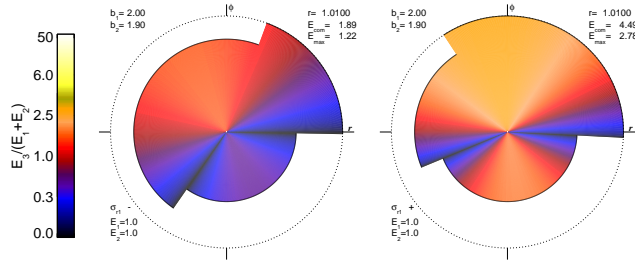 50
6.0
2.5
1.0
0.3
0.0
E3/(E1+E2)
b1=2.00
b2=1.90
ϕ
r= 1.0100
Ecom= 1.89
Emax= 1.22
r
σr1 -
E1=1.0
E2=1.0
b1=2.00
b2=1.90
ϕ
r= 1.0100
Ecom= 4.49
Emax= 2.78
r
σr1 +
E1=1.0
E2=1.0